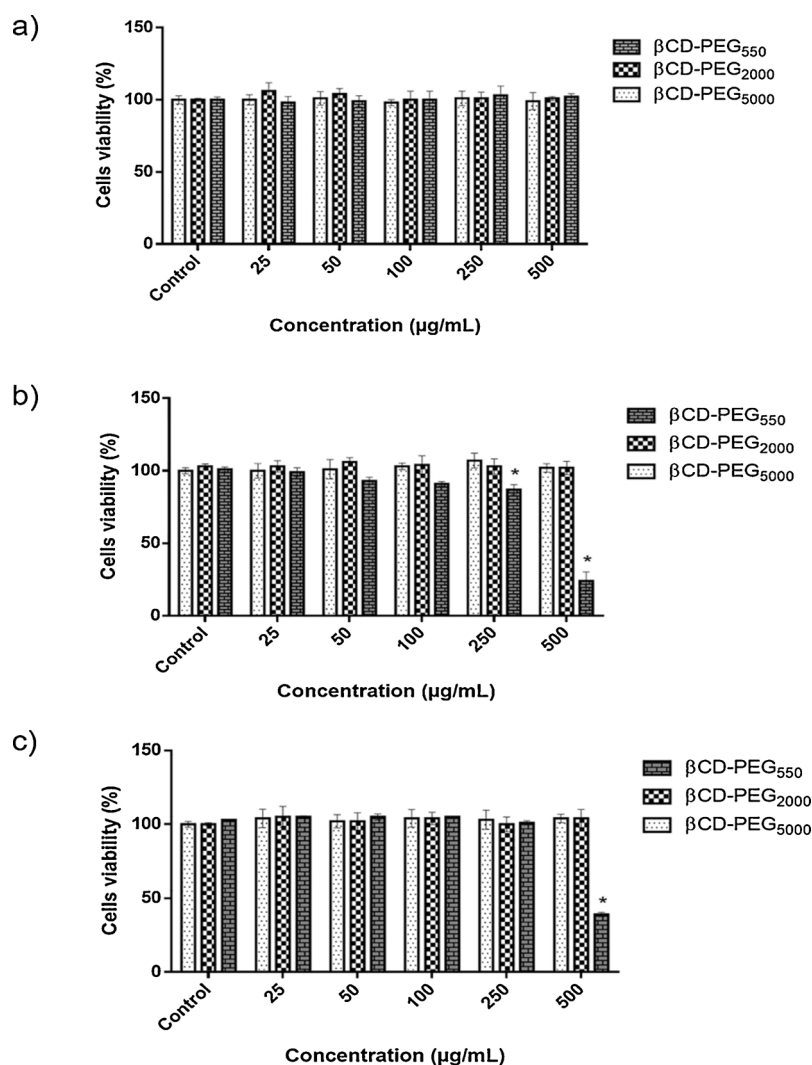 a)
150
100
50
0
Cells viability (%)
Control
25
50
100
250
500
Concentration (µg/mL)
βCD-PEG550
βCD-PEG2000
βCD-PEG5000
b)
150
100
50
0
Cells viability (%)
*
*
Control
25
50
100
250
500
Concentration (µg/mL)
βCD-PEG550
βCD-PEG2000
βCD-PEG5000
c)
150
100
50
0
Cells viability (%)
*
Control
25
50
100
250
500
Concentration (µg/mL)
βCD-PEG550
βCD-PEG2000
βCD-PEG5000